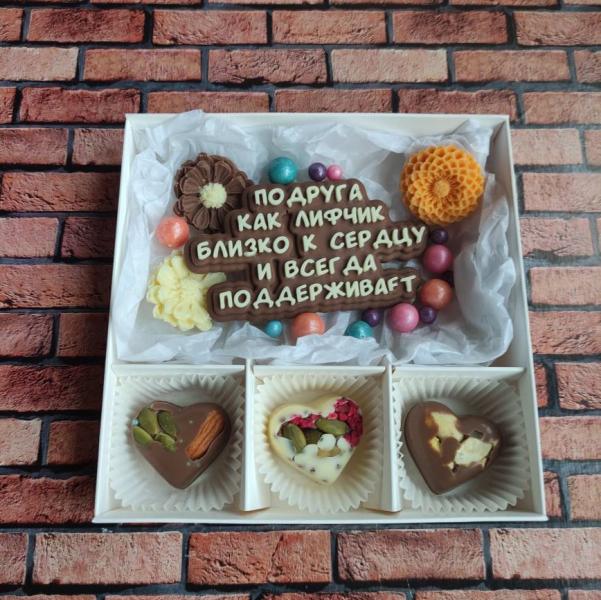 ПОДРУГА
КАК ЛИФЧИК
БЛИЗКО К СЕРДЦУ
И ВСЕГДА
ПОДДЕРЖИВАЕТ